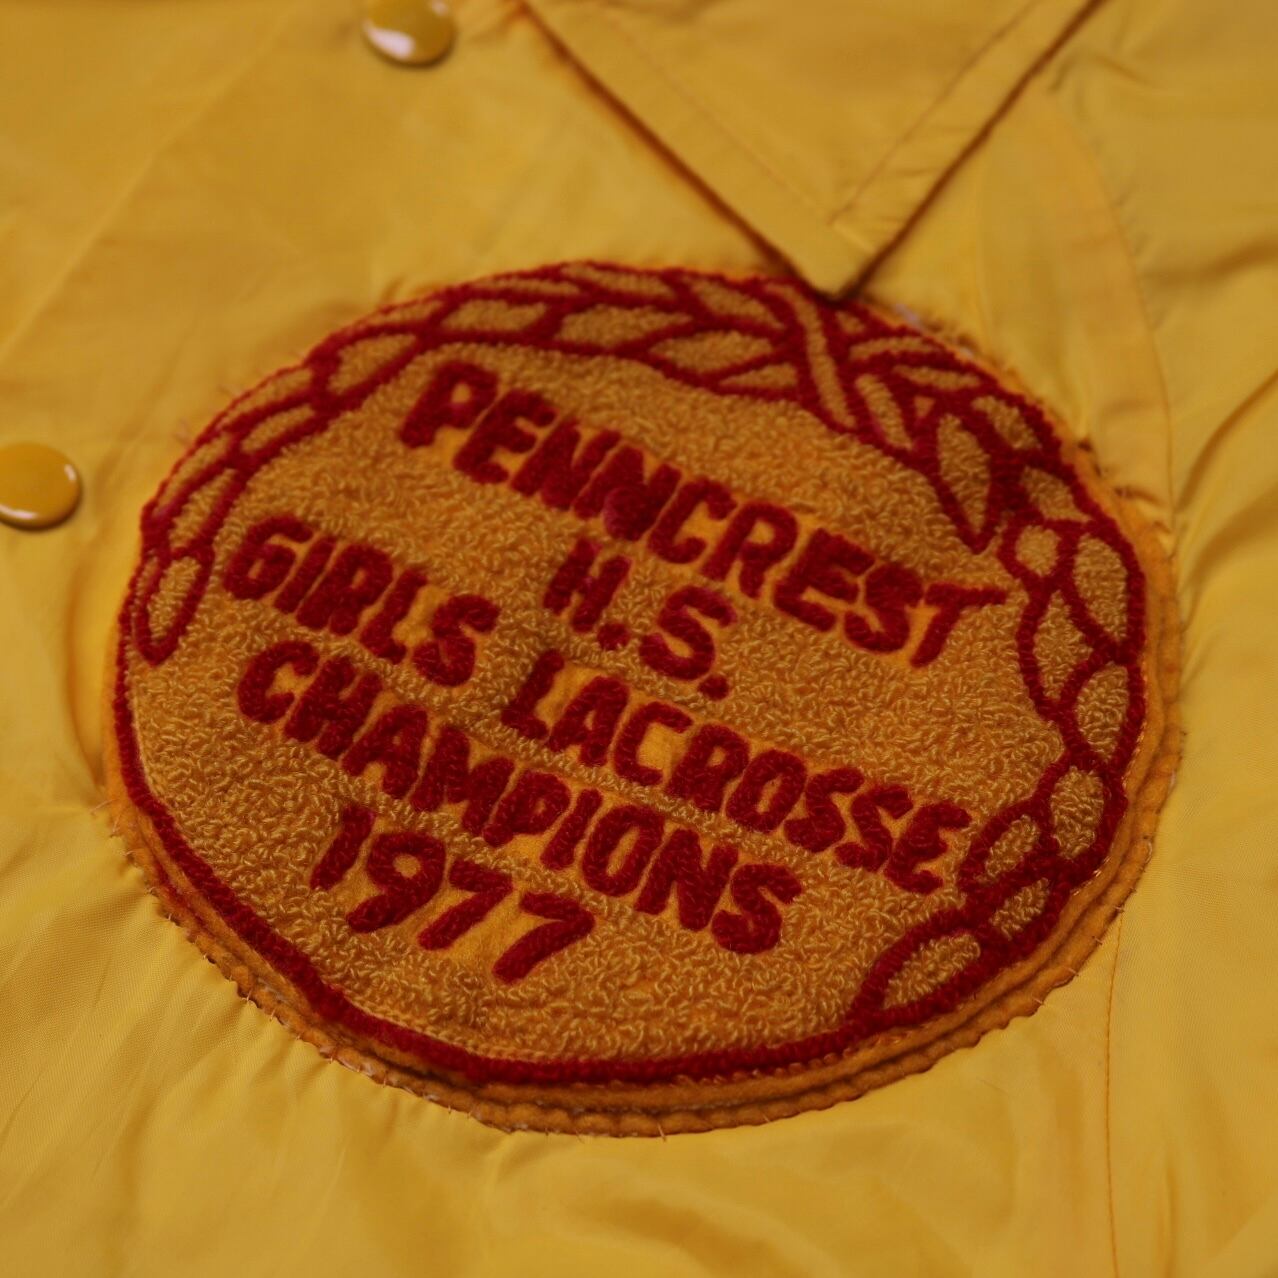 PENNCREST
H.S.
GIRLS LACROSSE
CHAMPIONS
1977